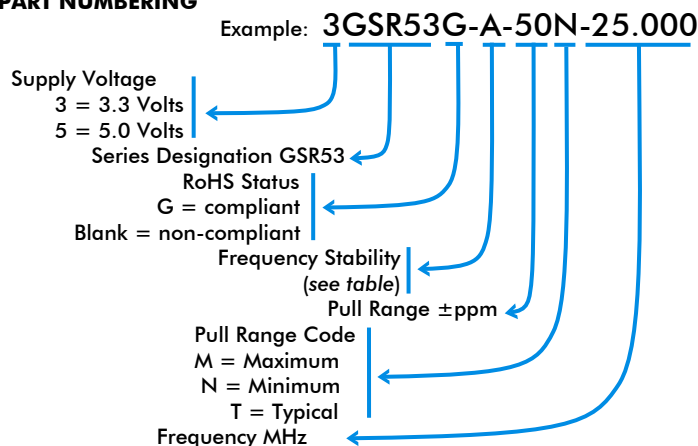 PART NUMBERING
Example: 3GSR53G-A-50N-25.000
Supply Voltage
3 = 3.3 Volts
5 = 5.0 Volts
Series Designation GSR53
RoHS Status
G = compliant
Blank = non-compliant
Frequency Stability
(see table)
Pull Range ±ppm
Pull Range Code
M = Maximum
N = Minimum
T = Typical
Frequency MHz